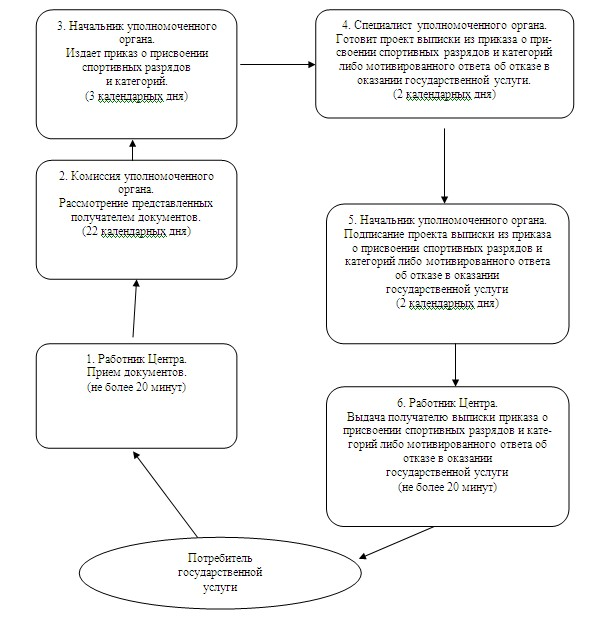 3. Начальник уполномоченного
органа.
Издает приказ о присвоении
спортивных разрядов
и категорий.
(3 календарных дня)
4. Специалист уполномоченного органа.
Готовит проект выписки из приказа о при-
своении спортивных разрядов и категорий
либо мотивированного ответа об отказе в
оказании государственной услуги.
(2 календарных дня)
2. Комиссия уполномоченного
органа.
Рассмотрение представленных
получателем документов.
(22 календарных дня)
5. Начальник уполномоченного органа.
Подписание проекта выписки из приказа
о присвоении спортивных разрядов и
категорий либо мотивированного ответа
об отказе в оказании
государственной услуги
(2 календарных дня)
1. Работник Центра.
Прием документов.
(не более 20 минут)
6. Работник Центра.
Выдача получателю выписки приказа о
присвоении спортивных разрядов и кате-
горий либо мотивированного ответа об
отказе в оказании
государственной услуги
(не более 20 минут)
Потребитель
государственной
услуги